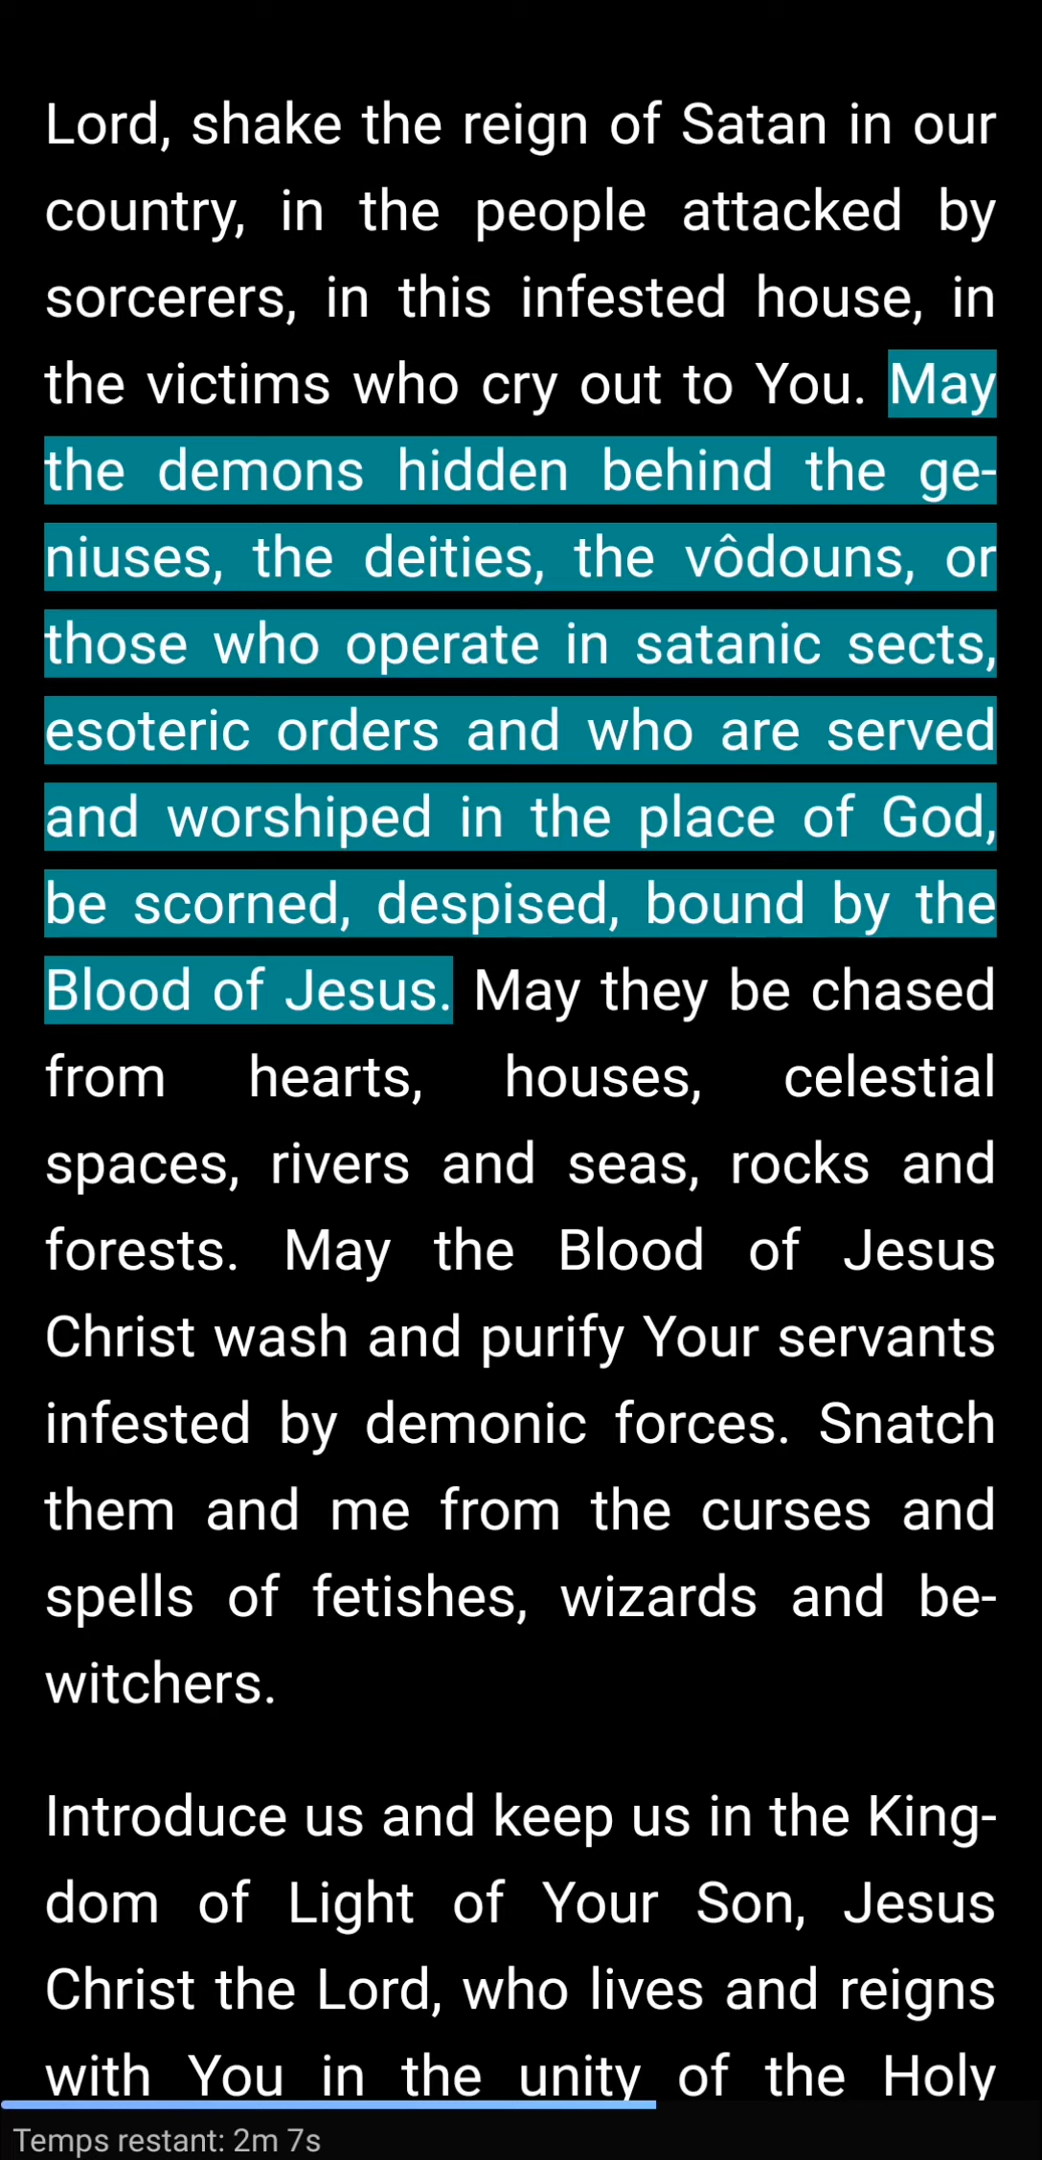 Lord, shake the reign of Satan in our
country, in the people attacked by
sorcerers, in this infested house, in
the victims who cry out to You. May
the demons hidden behind the ge-
niuses, the deities, the vôdouns, or
those who operate in satanic sects,
esoteric orders and who are served
and worshiped in the place of God,
be scorned, despised, bound by the
Blood of Jesus. May they be chased
from hearts, houses, celestial
spaces, rivers and seas, rocks and
forests. May the Blood of Jesus
Christ wash and purify Your servants
infested by demonic forces. Snatch
them and me from the curses and
spells of fetishes, wizards and be-
witchers.
Introduce us and keep us in the King-
dom of Light of Your Son, Jesus
Christ the Lord, who lives and reigns
with You in the unity of the Holy
Temps restant: 2m 7s